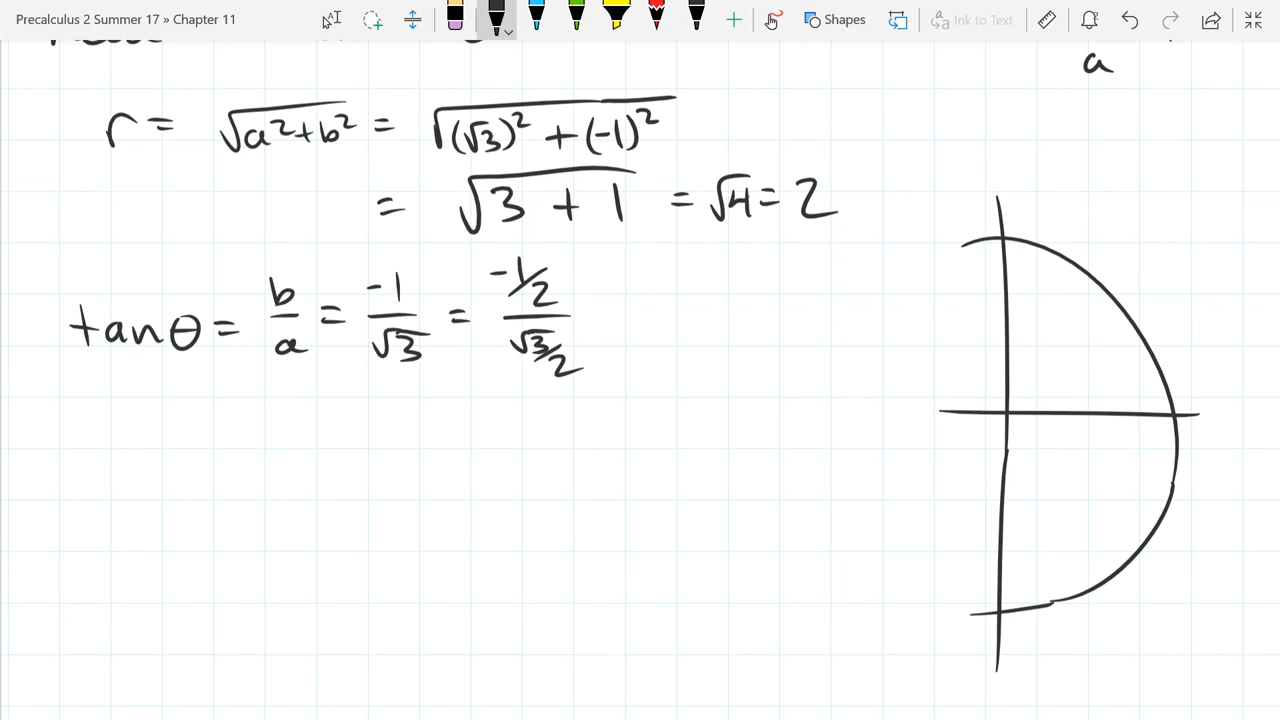 Precalculus 2 Summer 17 » Chapter 11
Shapes
Ink to Text
a
r = √(a²+b²) = √((√3)² + (-1)²)
= √(3 + 1) = √4 = 2
tanθ = b/a = -1/√3 = (-1/2)/(√3/2)